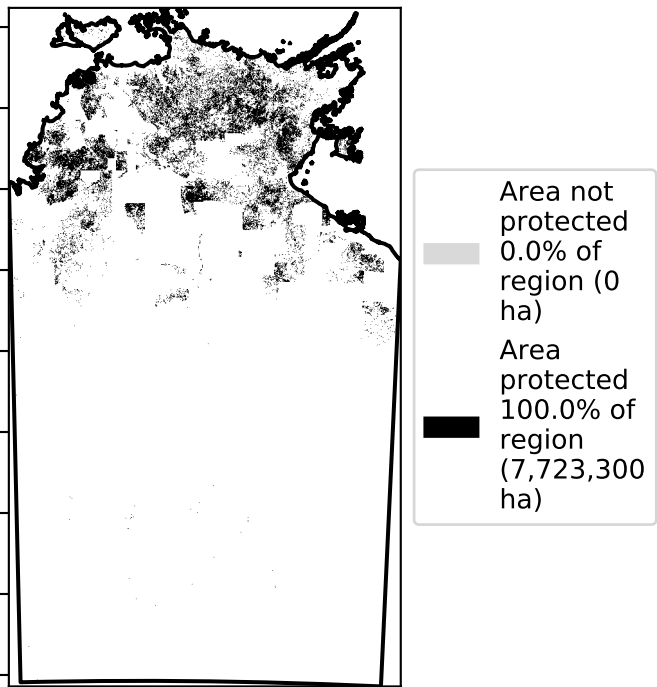 Area not
protected
0.0% of
region (0
ha)
Area
protected
100.0% of
region
(7,723,300
ha)